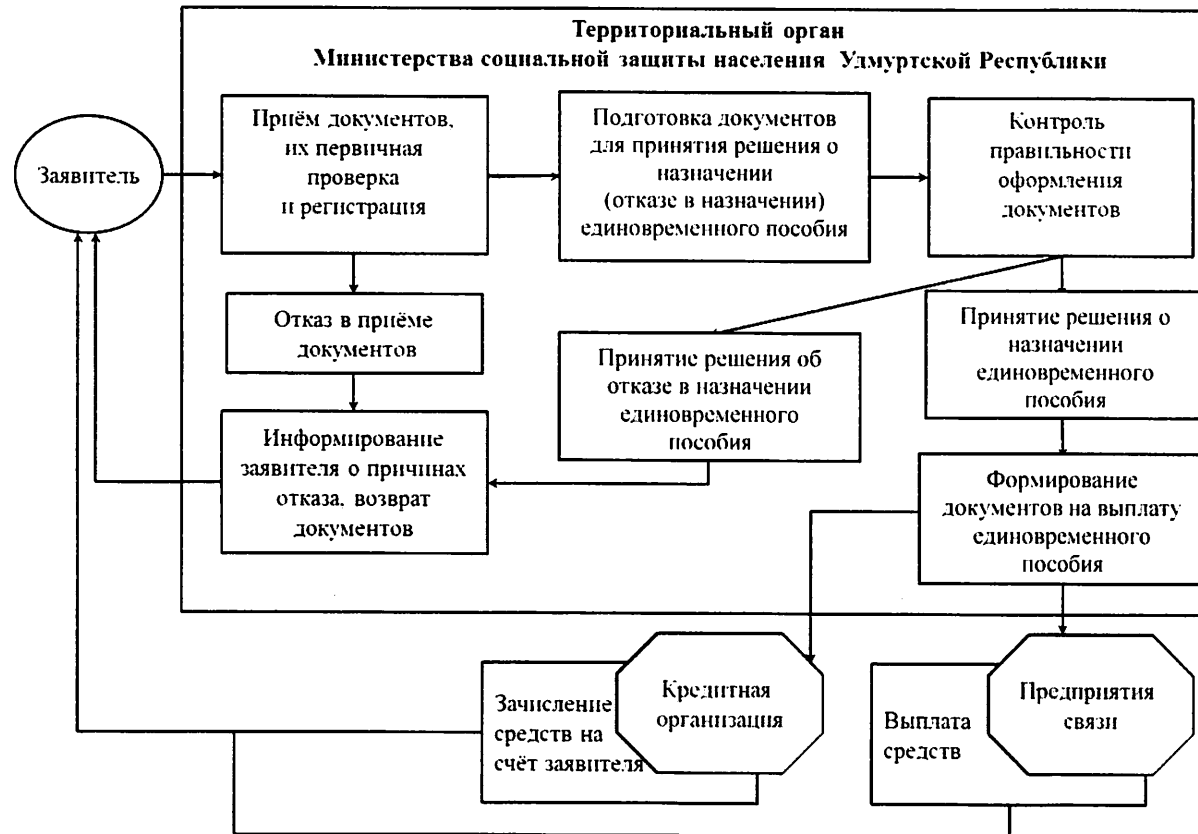 Территориальный орган
Министерства социальной защиты населения Удмуртской Республики
Заявитель
Приём документов,
их первичная
проверка
и регистрация
Подготовка документов
для принятия решения о
назначении
(отказе в назначении)
единовременного пособия
Контроль
правильности
оформления
документов
Отказ в приёме
документов
Принятие решения об
отказе в назначении
единовременного
пособия
Принятие решения о
назначении
единовременного
пособия
Информирование
заявителя о причинах
отказа, возврат
документов
Формирование
документов на выплату
единовременного
пособия
Зачисление
средств на
счёт заявителя
Кредитная
организация
Выплата
средств
Предприятия
связи